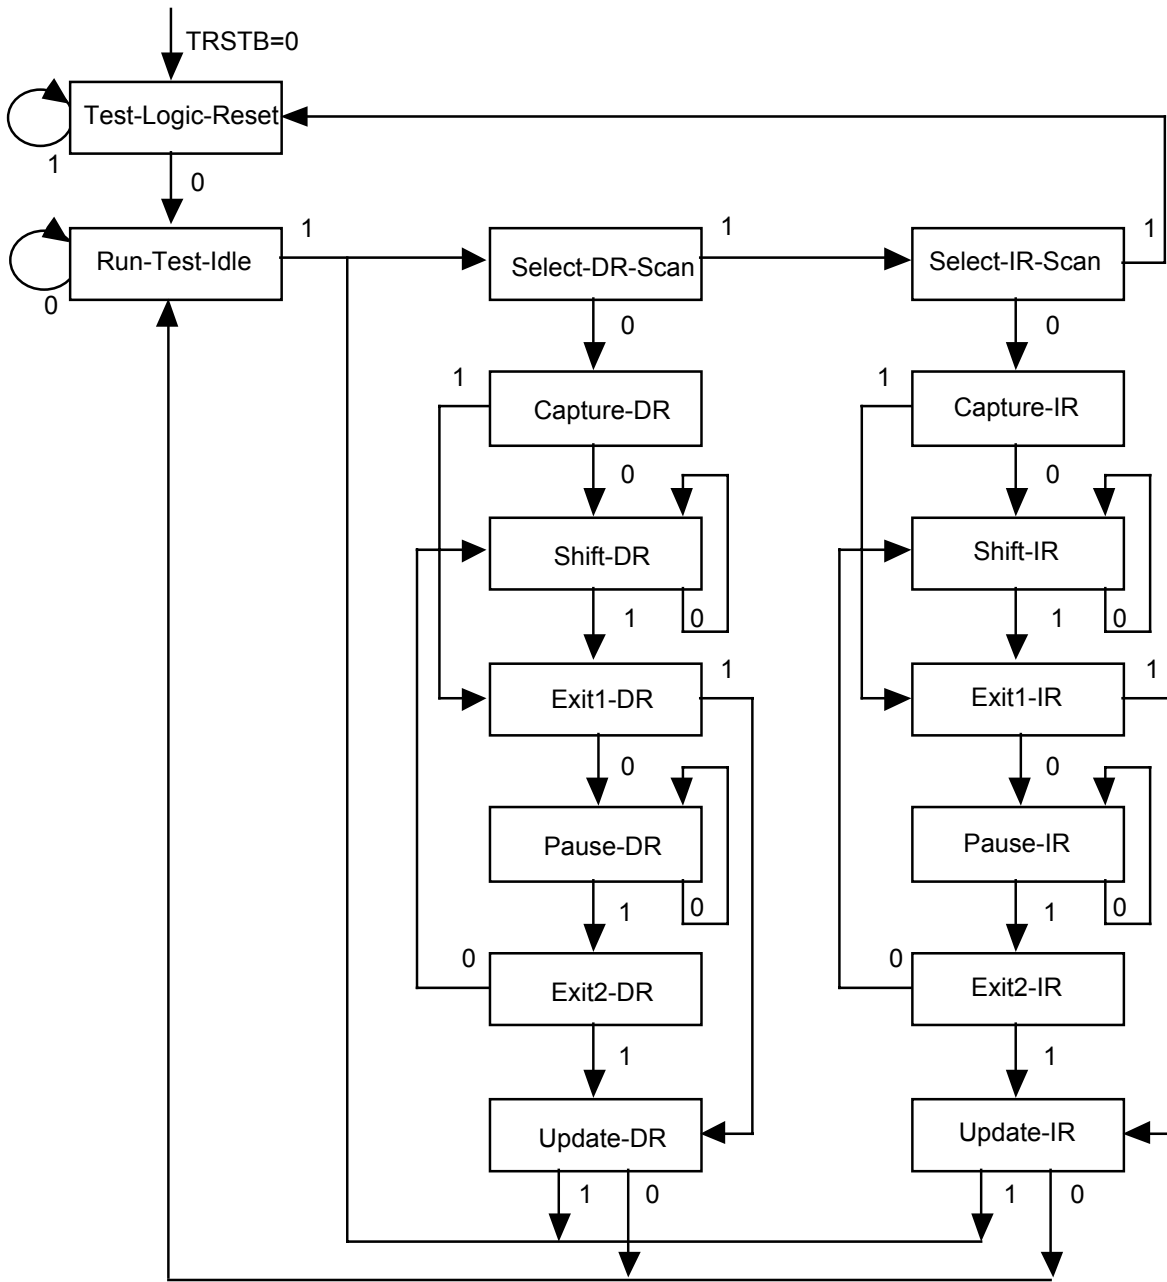 TRSTB=0
Test-Logic-Reset
1
0
1
1
1
Run-Test-Idle
Select-DR-Scan
Select-IR-Scan
0
0
0
1
1
Capture-DR
Capture-IR
0
0
Shift-DR
Shift-IR
1
0
1
0
1
1
Exit1-DR
Exit1-IR
0
0
Pause-DR
Pause-IR
1
0
1
0
0
0
Exit2-DR
Exit2-IR
1
1
Update-DR
Update-IR
1
0
1
0